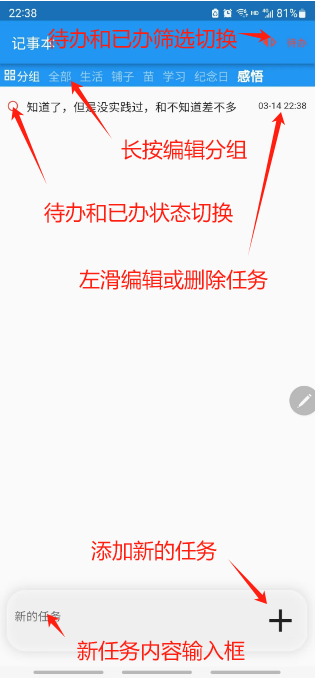 22:38 81%
记事本
待办和已办筛选切换
分组 全部 生活 铺子 苗 学习 纪念日 感悟
知道了，但是没实践过，和不知道差不多 03-14 22:38
长按编辑分组
待办和已办状态切换
左滑编辑或删除任务
添加新的任务
新的任务
新任务内容输入框